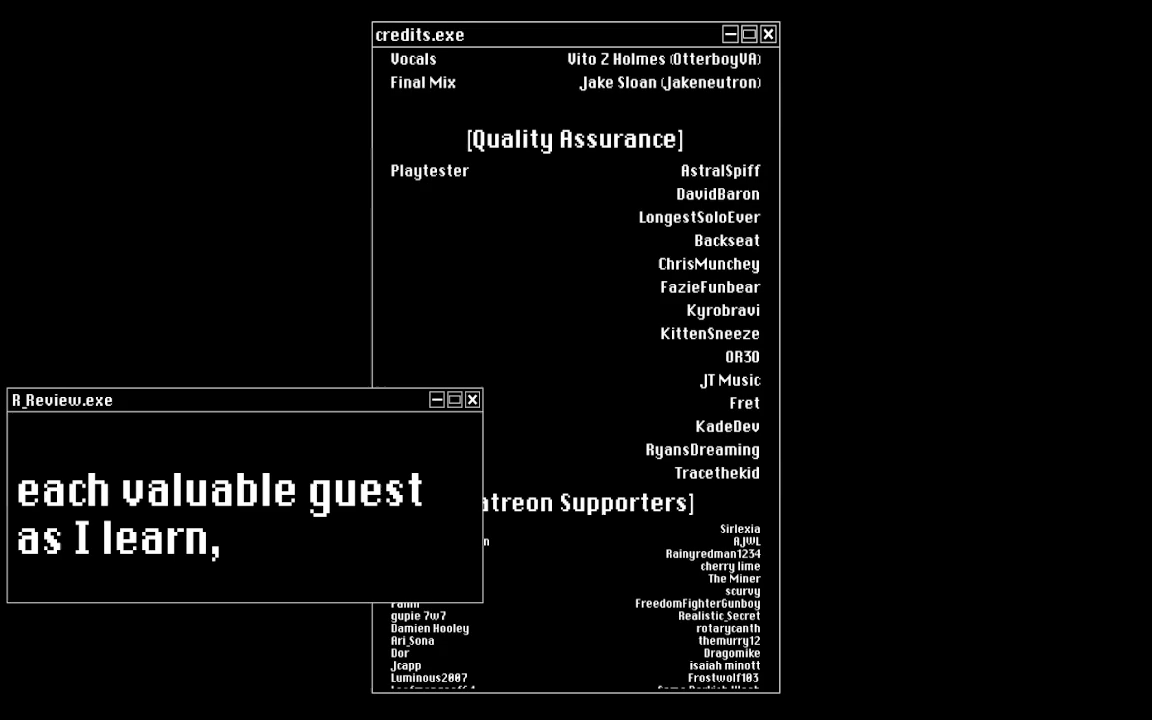 credits.exe
Vocals Vito Z Holmes (OtterboyVA)
Final Mix Jake Sloan (Jakeneutron)
[Quality Assurance]
Playtester AstralSpiff
DavidBaron
LongestSoloEver
Backseat
ChrisMunchey
FazieFunbear
Kyrobravi
KittenSneeze
OR30
JT Music
Fret
KadeDev
RyansDreaming
Tracethekid
R_Review.exe
each valuable guest
as I learn,
atreon Supporters]
Sirlexia
n AJWL
Rainyredman1234
cherry lime
The Miner
scurvy
FreedomFighterGunboy
gupie 7w7 Realistic_Secret
Damien Hooley rotarycanth
Ari_Sona themurry12
Dor Dragomike
Jcapp isaiah minott
Luminous2007 Frostwolf103